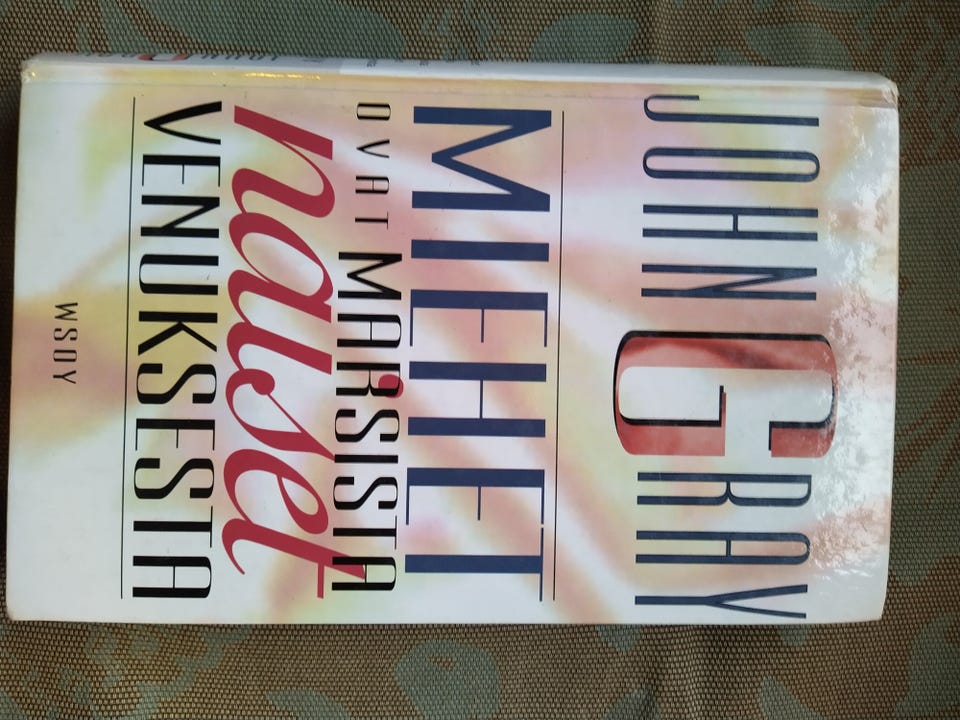 JOHN
GRAY
MIEHET
OVAT MARSISTA
naiset
VENUKSESTA
WSOY